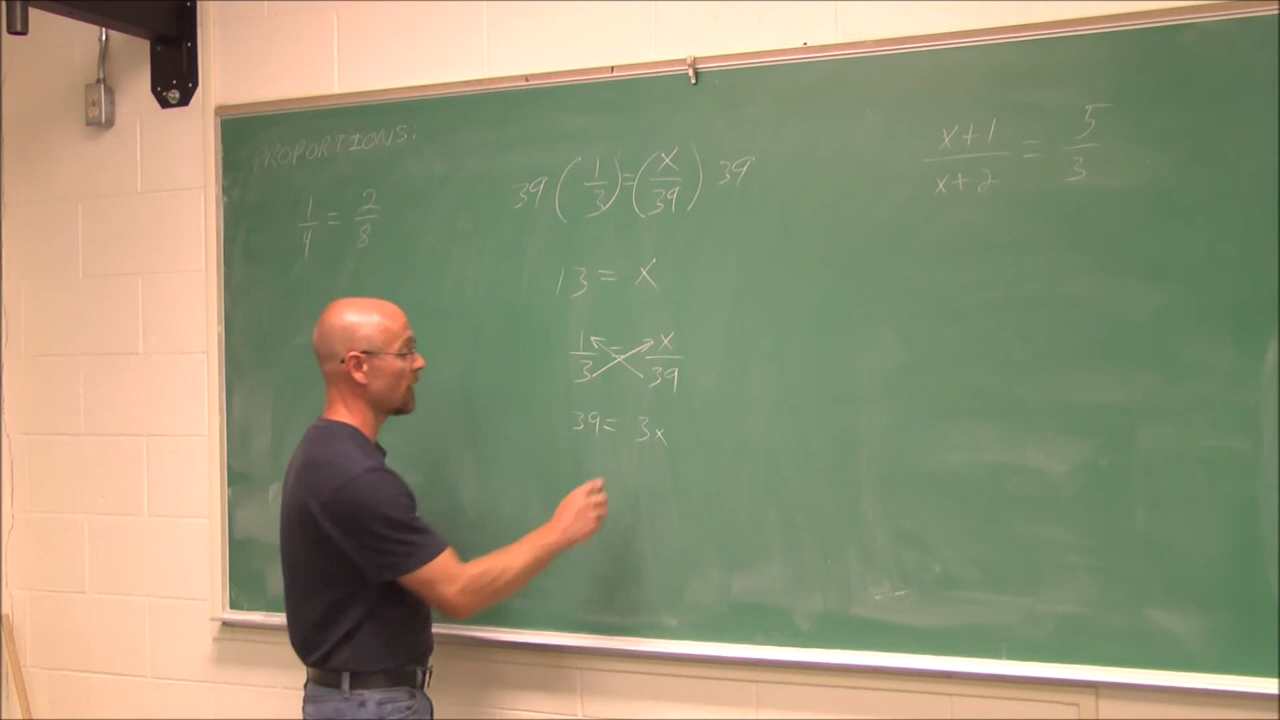 PROPORTIONS:
1/4 = 2/8
39 (1/3) = (x/39) 39
13 = x
1/3 = x/39
39 = 3x
x+1/x+2 = 5/3